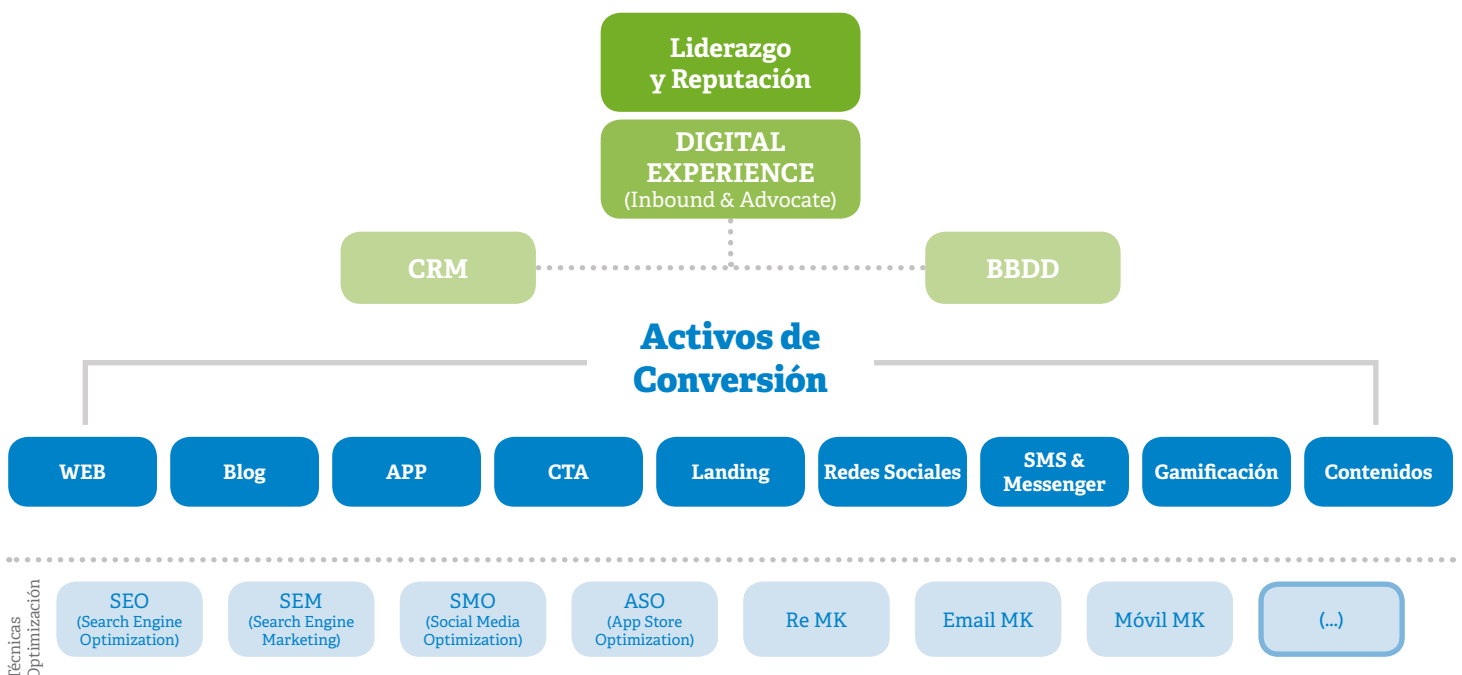 Liderazgo
y Reputación
DIGITAL
EXPERIENCE
(Inbound & Advocate)
CRM
BBDD
Activos de
Conversión
WEB
Blog
APP
CTA
Landing
Redes Sociales
SMS &
Messenger
Gamificación
Contenidos
Técnicas
Optimización
SEO
(Search Engine
Optimization)
SEM
(Search Engine
Marketing)
SMO
(Social Media
Optimization)
ASO
(App Store
Optimization)
Re MK
Email MK
Móvil MK
(...)